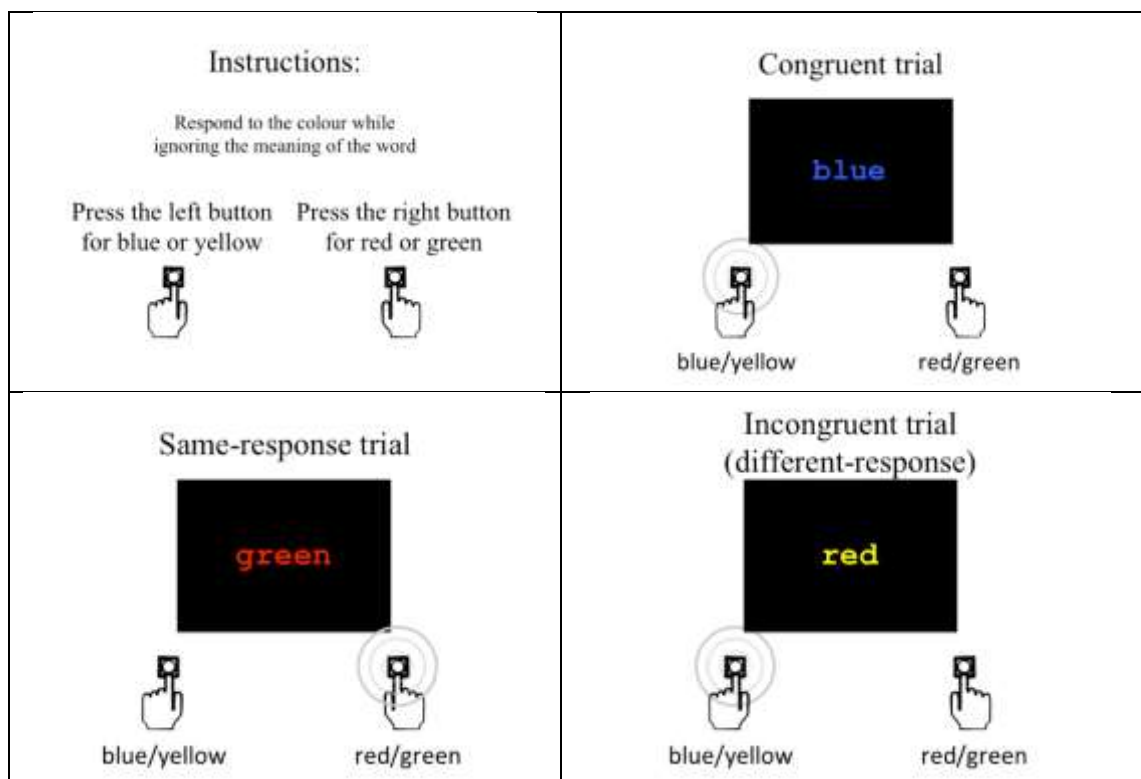 Instructions:
Respond to the colour while
ignoring the meaning of the word
Press the left button
for blue or yellow
Press the right button
for red or green
Congruent trial
blue
blue/yellow
red/green
Same-response trial
green
blue/yellow
red/green
Incongruent trial
(different-response)
red
blue/yellow
red/green